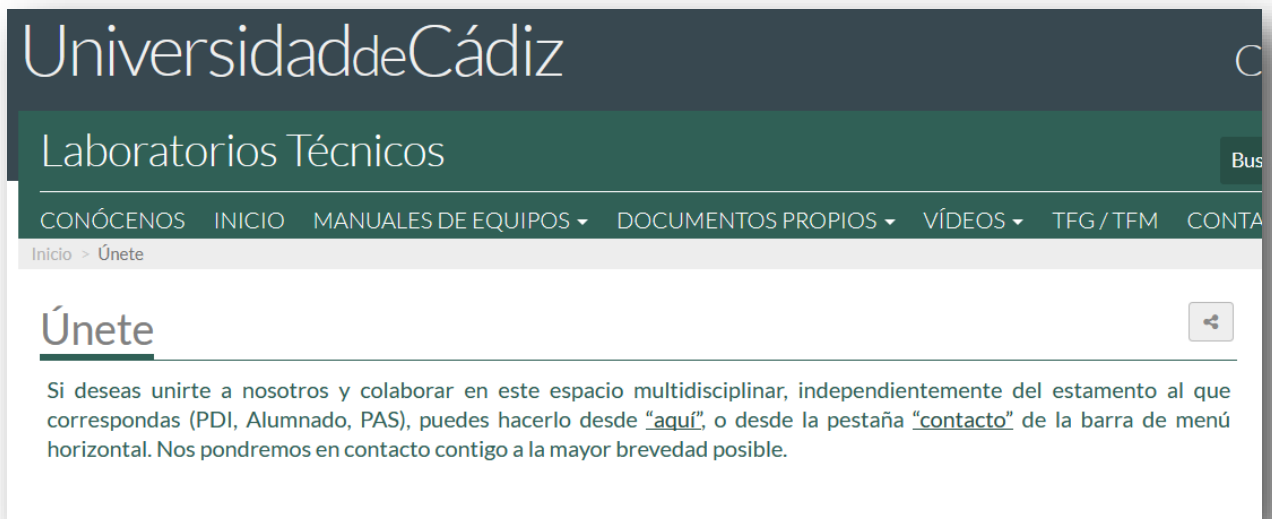 UniversidaddeCádiz
Laboratorios Técnicos
CONÓCENOS INICIO MANUALES DE EQUIPOS DOCUMENTOS PROPIOS VÍDEOS TFG / TFM
Inicio > Únete
Únete
Si deseas unirte a nosotros y colaborar en este espacio multidisciplinar, independientemente del estamento al que
correspondas (PDI, Alumnado, PAS), puedes hacerlo desde “aquí”, o desde la pestaña “contacto” de la barra de menú
horizontal. Nos pondremos en contacto contigo a la mayor brevedad posible.